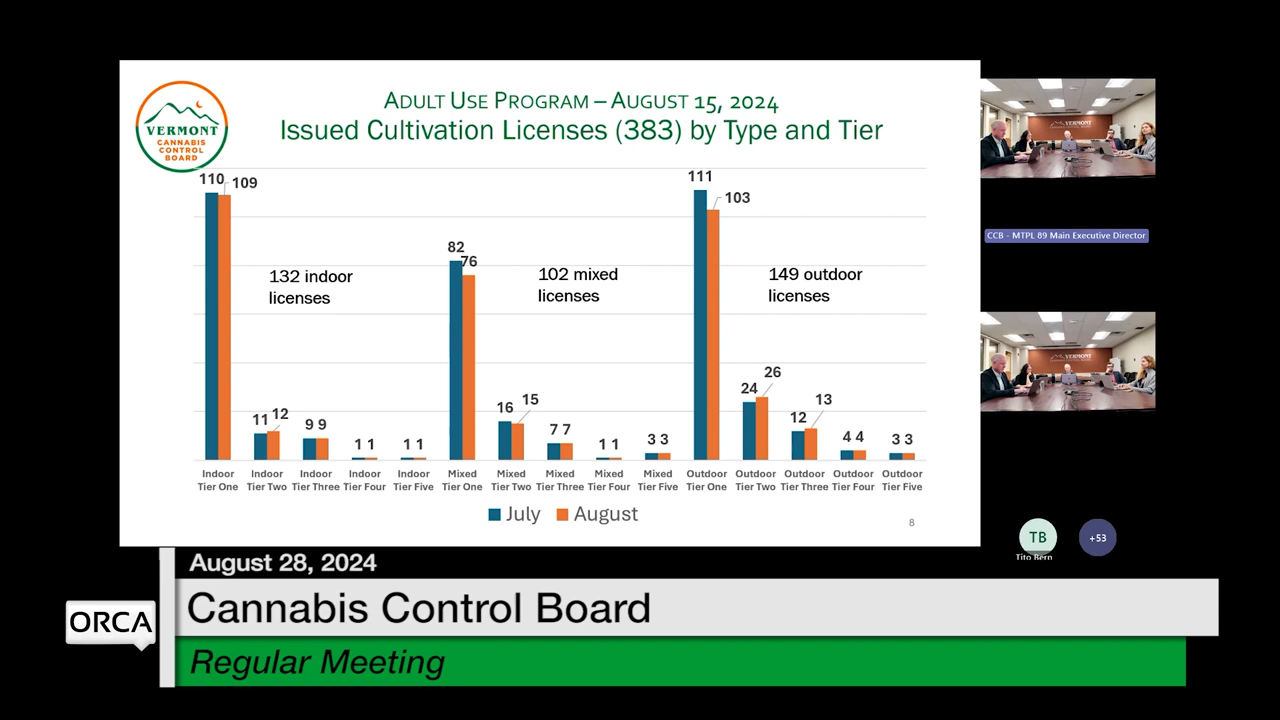 ADULT USE PROGRAM – AUGUST 15, 2024
Issued Cultivation Licenses (383) by Type and Tier
VERMONT
CANNABIS
CONTROL
BOARD
110 109
11 12
9 9
1 1
1 1
82 76
16 15
7 7
1 1
3 3
111 103
24 26
12 13
4 4
3 3
132 indoor
licenses
102 mixed
licenses
149 outdoor
licenses
Indoor
Tier One
Indoor
Tier Two
Indoor
Tier Three
Indoor
Tier Four
Indoor
Tier Five
Mixed
Tier One
Mixed
Tier Two
Mixed
Tier Three
Mixed
Tier Four
Mixed
Tier Five
Outdoor
Tier One
Outdoor
Tier Two
Outdoor
Tier Three
Outdoor
Tier Four
Outdoor
Tier Five
July August
8
VERMONT
CCB - MTPL 89 Main Executive Director
VERMONT
TB
+53
Tito Bern
August 28, 2024
ORCA
Cannabis Control Board
Regular Meeting